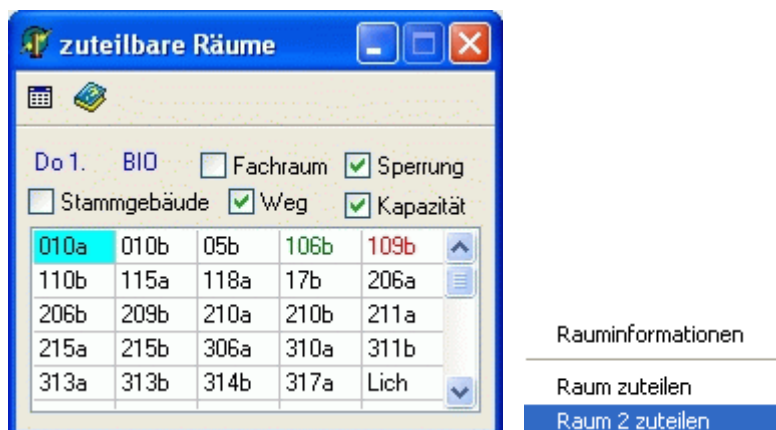 zuteilbare Räume
Do 1. BIO Fachraum Sperrung
Stammgebäude Weg Kapazität
010a 010b 05b 106b 109b
110b 115a 118a 17b 206a
206b 209b 210a 210b 211a
215a 215b 306a 310a 311b
313a 313b 314b 317a Lich
Rauminformationen
Raum zuteilen
Raum 2 zuteilen